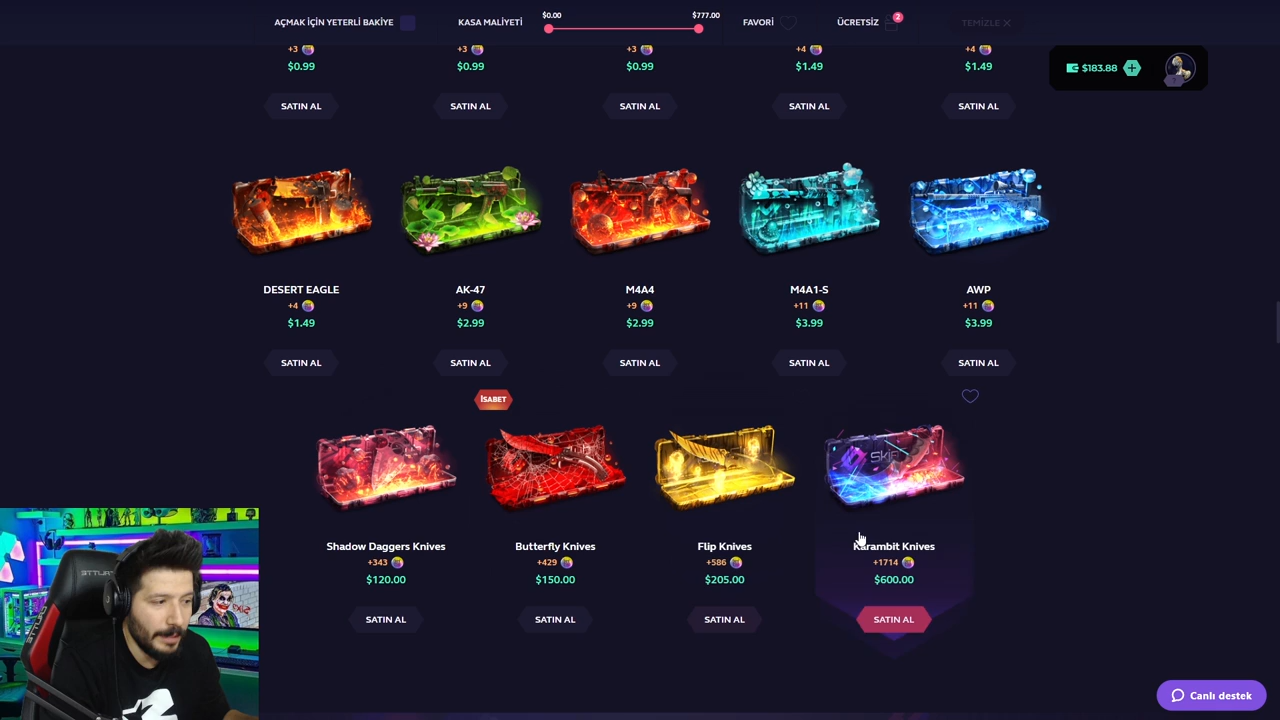 AÇMAK İÇİN YETERLİ BAKİYE
KASA MALİYETİ
$0.00
$777.00
FAVORİ
ÜCRETSİZ
2
TEMİZLE
+3
+3
+3
+4
+4
$0.99
$0.99
$0.99
$1.49
$1.49
$183.88
SATIN AL
SATIN AL
SATIN AL
SATIN AL
SATIN AL
DESERT EAGLE
AK-47
M4A4
M4A1-S
AWP
+4
+9
+9
+11
+11
$1.49
$2.99
$2.99
$3.99
$3.99
SATIN AL
SATIN AL
SATIN AL
SATIN AL
SATIN AL
İSABET
Shadow Daggers Knives
Butterfly Knives
Flip Knives
Karambit Knives
+343
+429
+586
+1714
$120.00
$150.00
$205.00
$600.00
SATIN AL
SATIN AL
SATIN AL
SATIN AL
Canlı destek